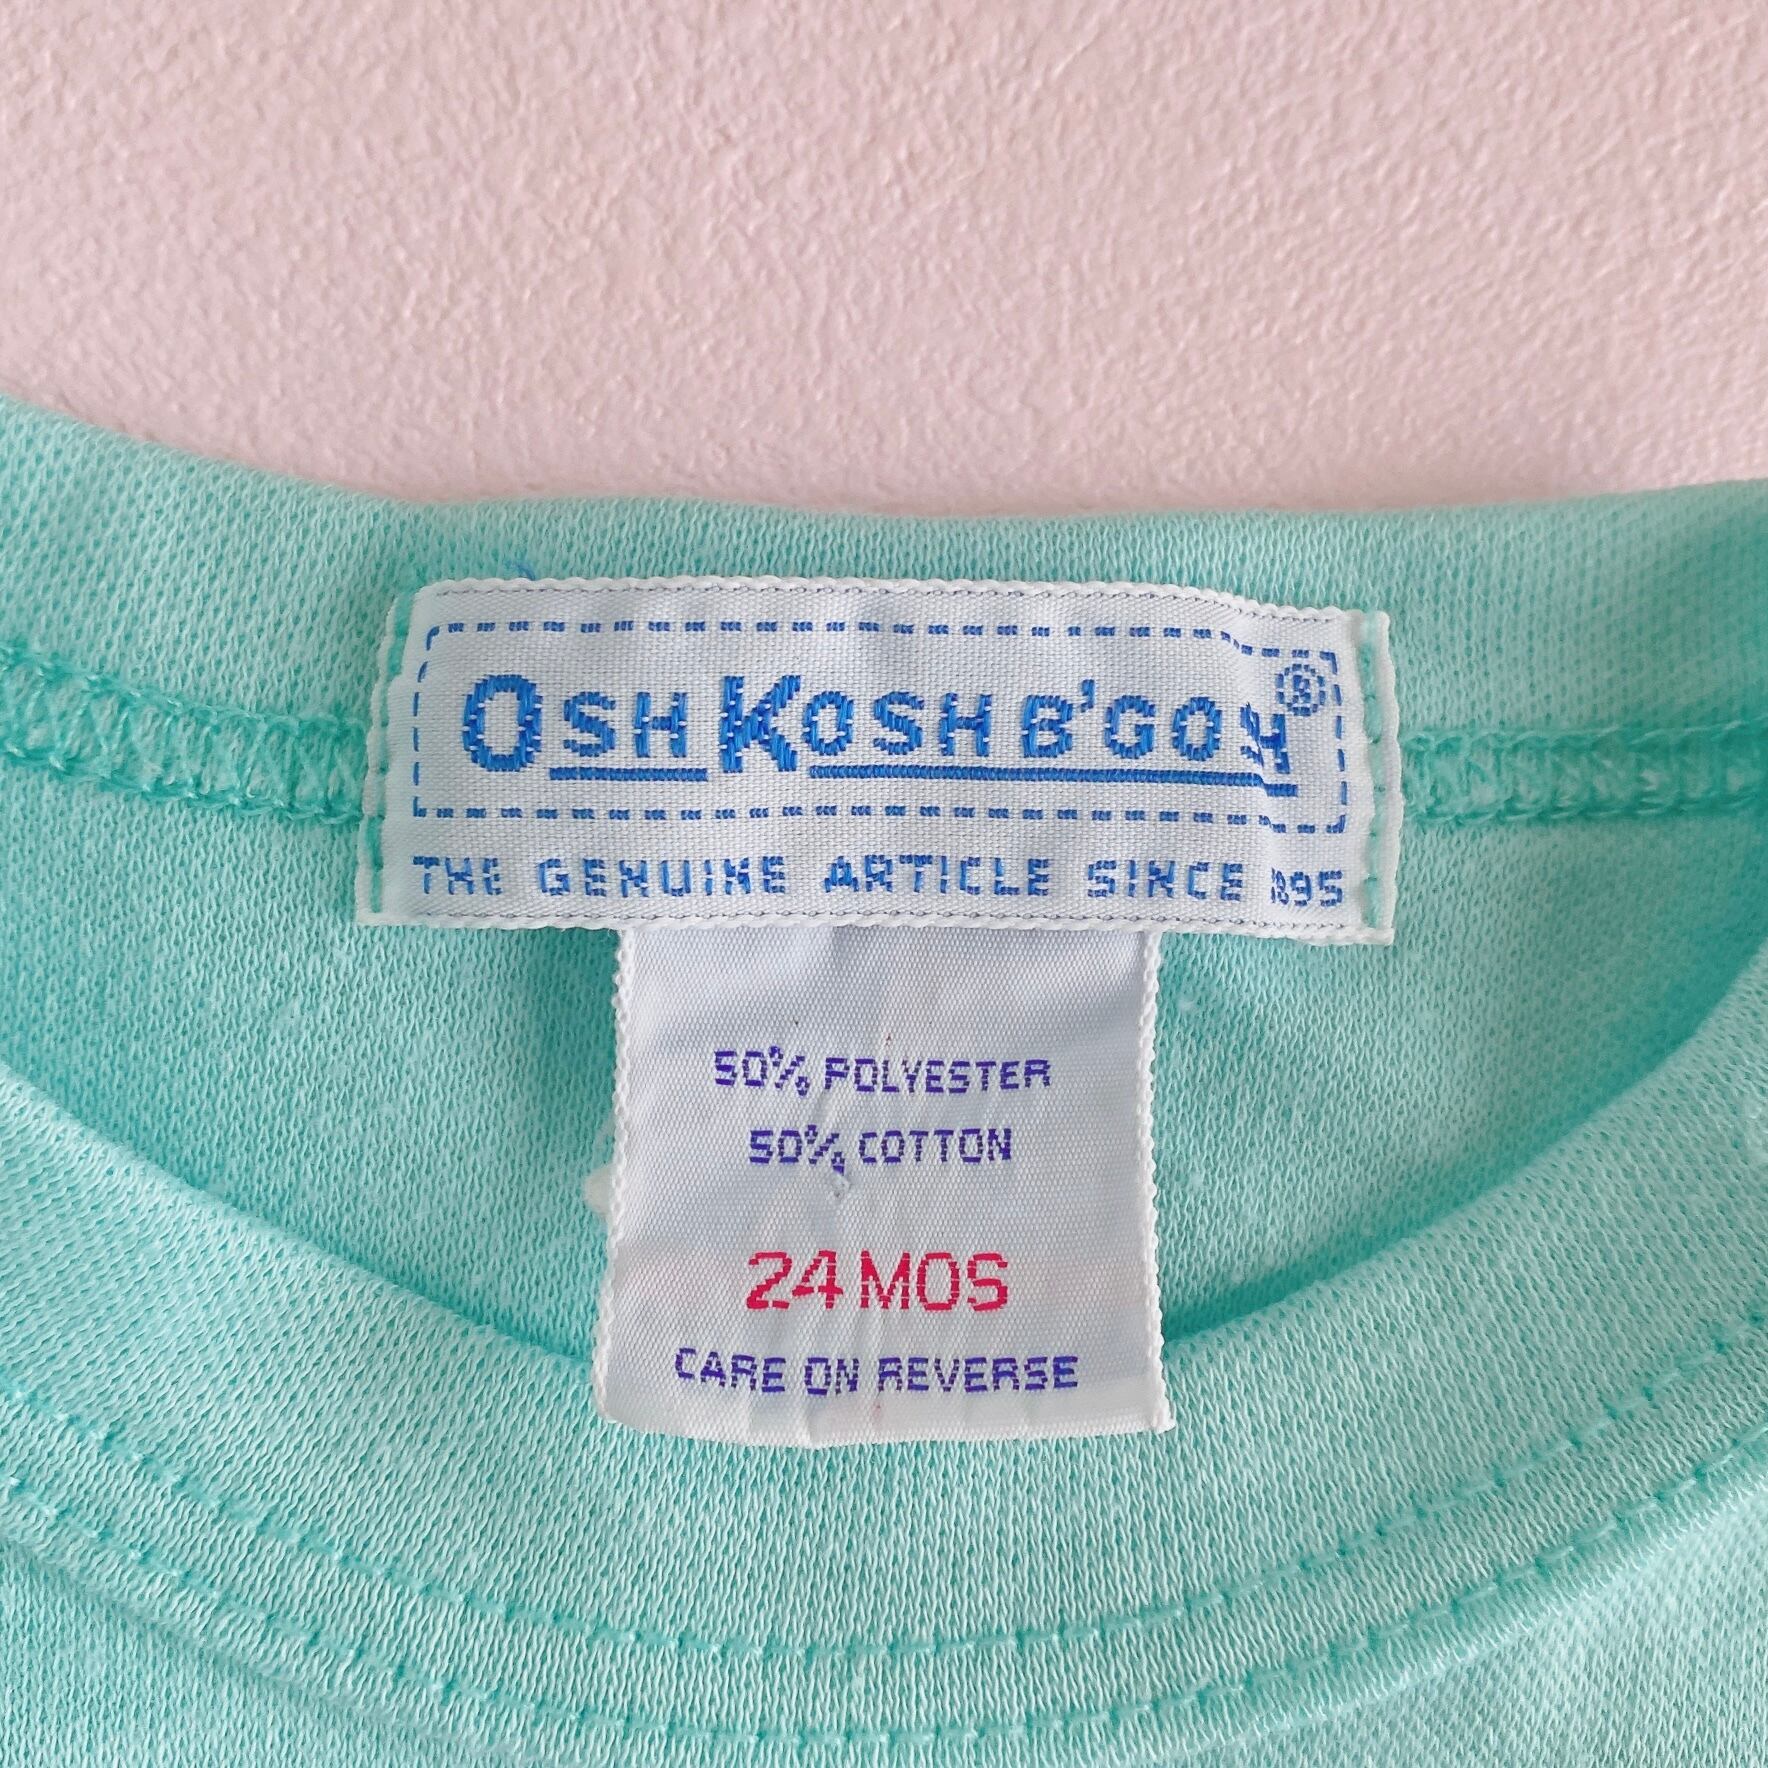 OSHKOSH B'GOSH®
THE GENUINE ARTICLE SINCE 1895
50% POLYESTER
50% COTTON
24 MOS
CARE ON REVERSE